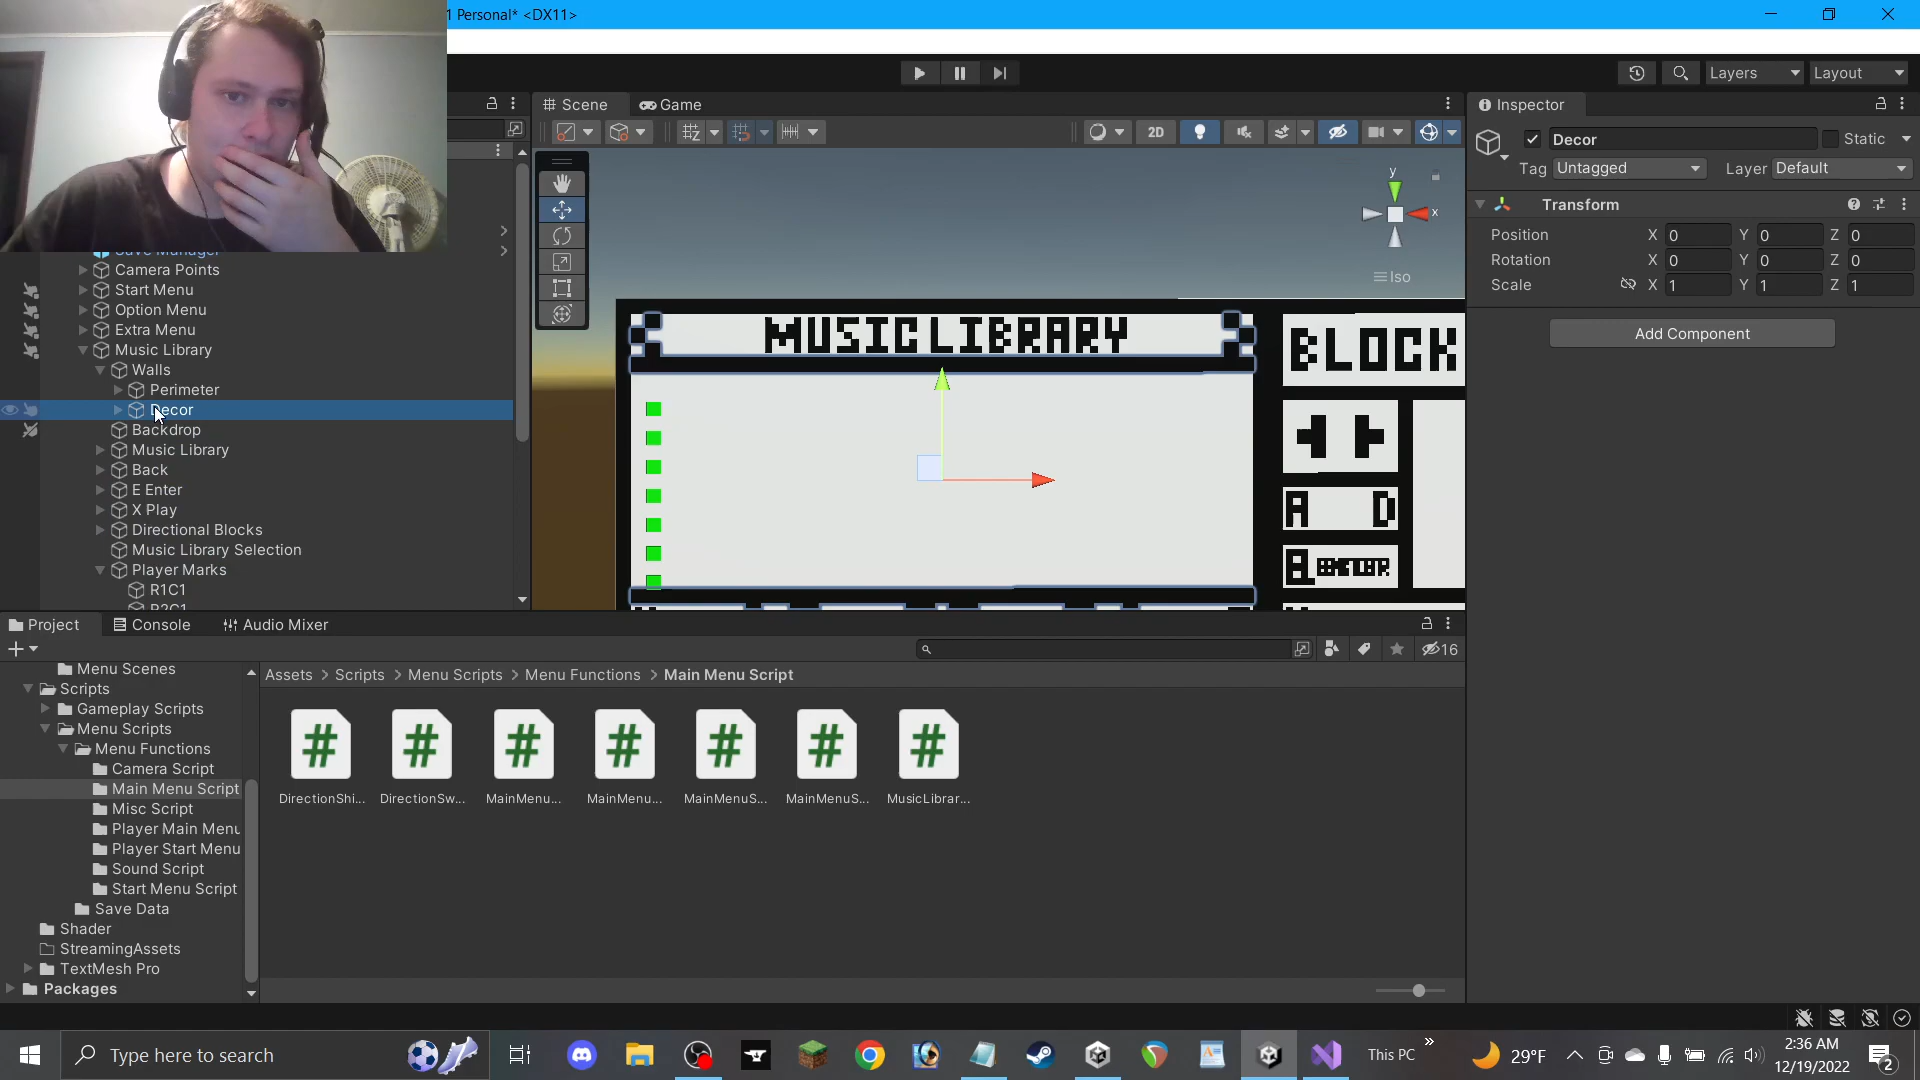 1 Personal* <DX11>
Layers
Layout
Scene
Game
Inspector
2D
Decor
Static
Tag Untagged
Layer Default
Transform
Position X 0 Y 0 Z 0
Rotation X 0 Y 0 Z 0
Scale X 1 Y 1 Z 1
Add Component
Save Manager
Camera Points
Start Menu
Option Menu
Extra Menu
Music Library
Walls
Perimeter
Decor
Backdrop
Music Library
Back
E Enter
X Play
Directional Blocks
Music Library Selection
Player Marks
R1C1
R2C1
y
x
Iso
MUSIC LIBRARY
BLOCK
A D
Project
Console
Audio Mixer
16
Menu Scenes
Scripts
Gameplay Scripts
Menu Scripts
Menu Functions
Camera Script
Main Menu Script
Misc Script
Player Main Menu
Player Start Menu
Sound Script
Start Menu Script
Save Data
Shader
StreamingAssets
TextMesh Pro
Packages
Assets > Scripts > Menu Scripts > Menu Functions > Main Menu Script
DirectionShi...
DirectionSw...
MainMenu...
MainMenu...
MainMenuS...
MainMenuS...
MusicLibrar...
Type here to search
This PC
29°F
2:36 AM
12/19/2022
2